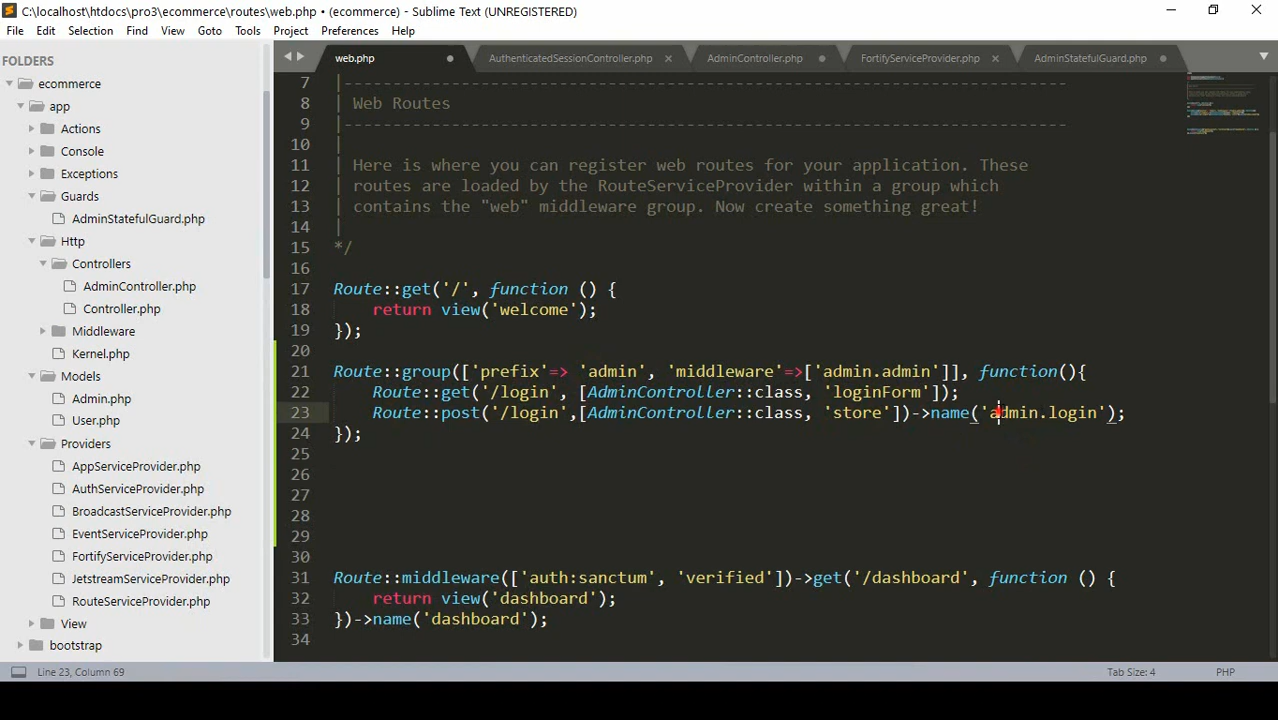 C:\localhost\htdocs\pro3\ecommerce\routes\web.php • (ecommerce) - Sublime Text (UNREGISTERED)
File Edit Selection Find View Goto Tools Project Preferences Help
FOLDERS
ecommerce
app
Actions
Console
Exceptions
Guards
AdminStatefulGuard.php
Http
Controllers
AdminController.php
Controller.php
Middleware
Kernel.php
Models
Admin.php
User.php
Providers
AppServiceProvider.php
AuthServiceProvider.php
BroadcastServiceProvider.php
EventServiceProvider.php
FortifyServiceProvider.php
JetstreamServiceProvider.php
RouteServiceProvider.php
View
bootstrap
web.php AuthenticatedSessionController.php AdminController.php FortifyServiceProvider.php AdminStatefulGuard.php
7 |--------------------------------------------------------------------------
8 | Web Routes
9 |--------------------------------------------------------------------------
10 |
11 | Here is where you can register web routes for your application. These
12 | routes are loaded by the RouteServiceProvider within a group which
13 | contains the "web" middleware group. Now create something great!
14 |
15 */
16
17 Route::get('/', function () {
18 return view('welcome');
19 });
20
21 Route::group(['prefix'=> 'admin', 'middleware'=>['admin.admin']], function(){
22 Route::get('/login', [AdminController::class, 'loginForm']);
23 Route::post('/login',[AdminController::class, 'store'])->name('admin.login');
24 });
25
26
27
28
29
30
31 Route::middleware(['auth:sanctum', 'verified'])->get('/dashboard', function () {
32 return view('dashboard');
33 })->name('dashboard');
34
Line 23, Column 69 Tab Size: 4 PHP